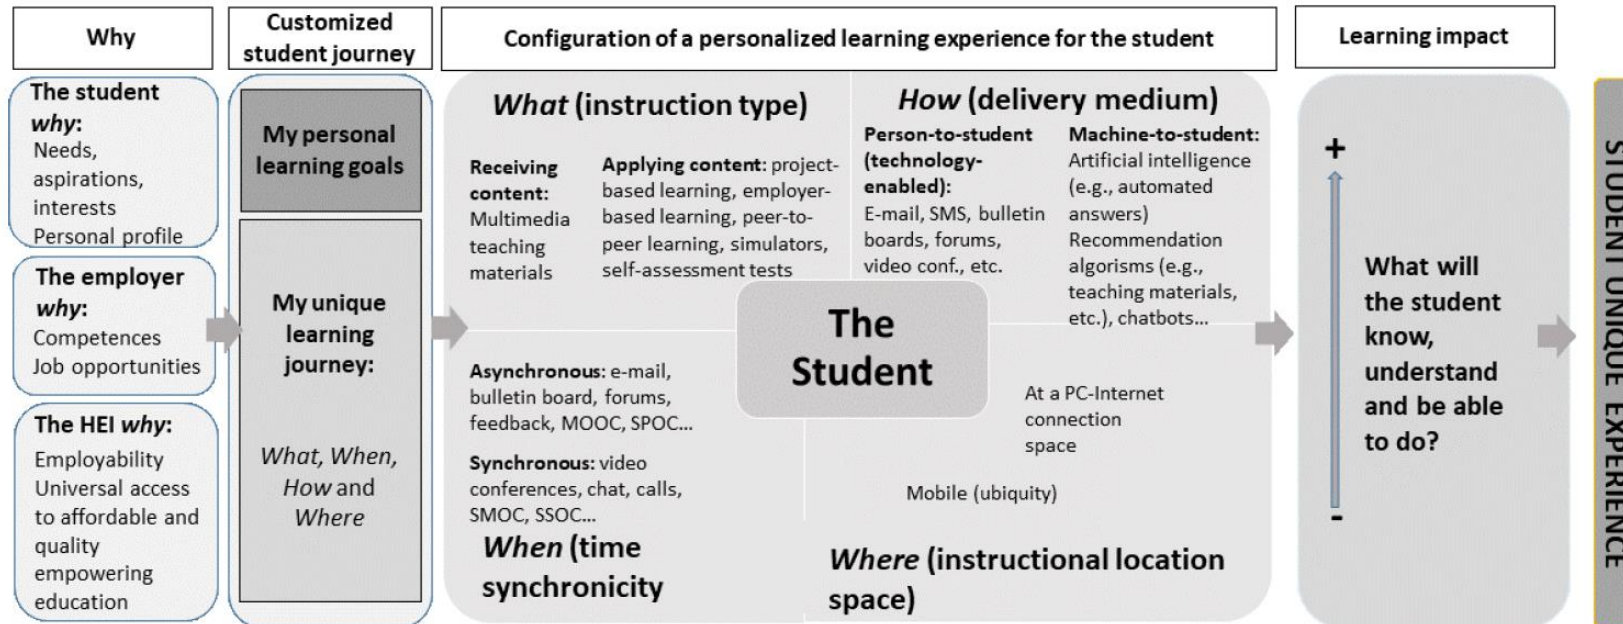 Why
Customized
student journey
Configuration of a personalized learning experience for the student
Learning impact
The student
why:
Needs,
aspirations,
interests
Personal profile
The employer
why:
Competences
Job opportunities
The HEI why:
Employability
Universal access
to affordable and
quality
empowering
education
My personal
learning goals
My unique
learning
journey:
What, When,
How and
Where
What (instruction type)
Receiving
content:
Multimedia
teaching
materials
Applying content: project-
based learning, employer-
based learning, peer-to-
peer learning, simulators,
self-assessment tests
How (delivery medium)
Person-to-student
(technology-
enabled):
E-mail, SMS, bulletin
boards, forums,
video conf., etc.
Machine-to-student:
Artificial intelligence
(e.g., automated
answers)
Recommendation
algorisms (e.g.,
teaching materials,
etc.), chatbots...
The
Student
Asynchronous: e-mail,
bulletin board, forums,
feedback, MOOC, SPOC...
Synchronous: video
conferences, chat, calls,
SMOC, SSOC...
When (time
synchronicity
At a PC-Internet
connection
space
Mobile (ubiquity)
Where (instructional location
space)
+
-
What will
the student
know,
understand
and be able
to do?
STUDENT UNIQUE EXPERIENCE